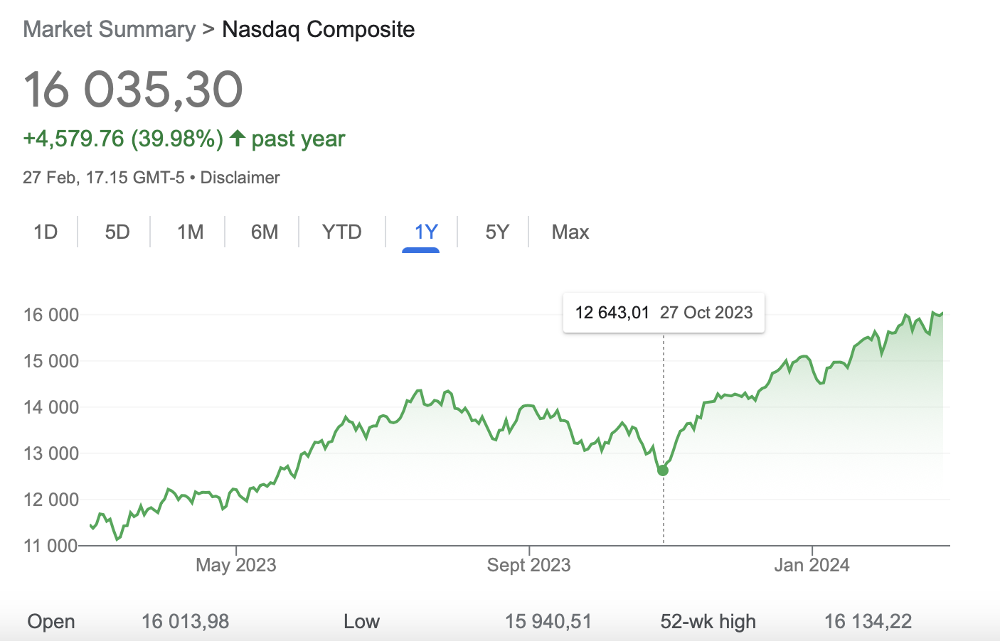 Market Summary > Nasdaq Composite
16 035,30
+4,579.76 (39.98%) ↑ past year
27 Feb, 17.15 GMT-5 • Disclaimer
1D 5D 1M 6M YTD 1Y 5Y Max
12 643,01 27 Oct 2023
16 000
15 000
14 000
13 000
12 000
11 000
May 2023 Sept 2023 Jan 2024
Open 16 013,98 Low 15 940,51 52-wk high 16 134,22